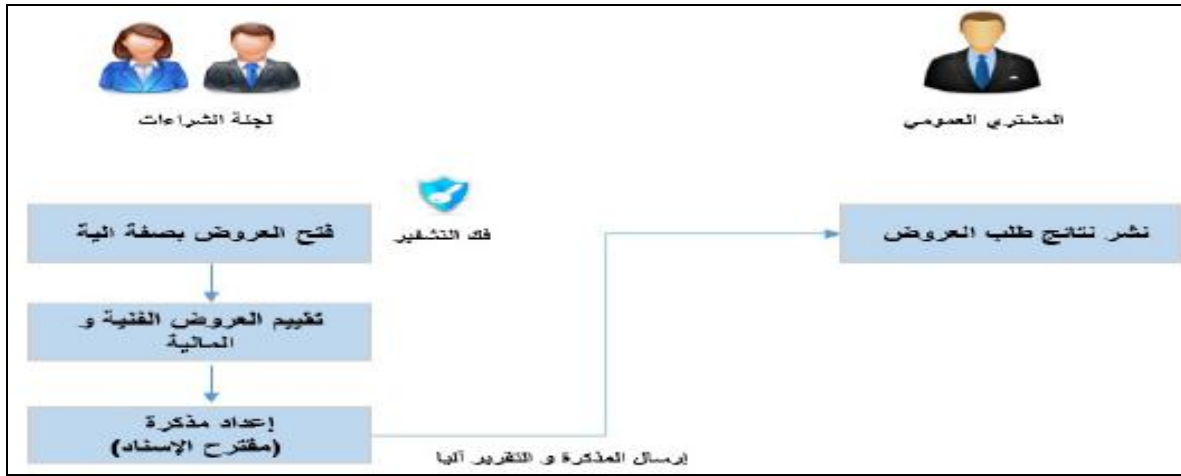 لجنة الشراءات
المشتري العمومي
فتح العروض بصفة الية
فك التشفير
نشر نتائج طلب العروض
تقييم العروض الفنية و
المالية
إعداد مذكرة
(مقترح الإسناد)
إرسال المذكرة و التقرير آليا